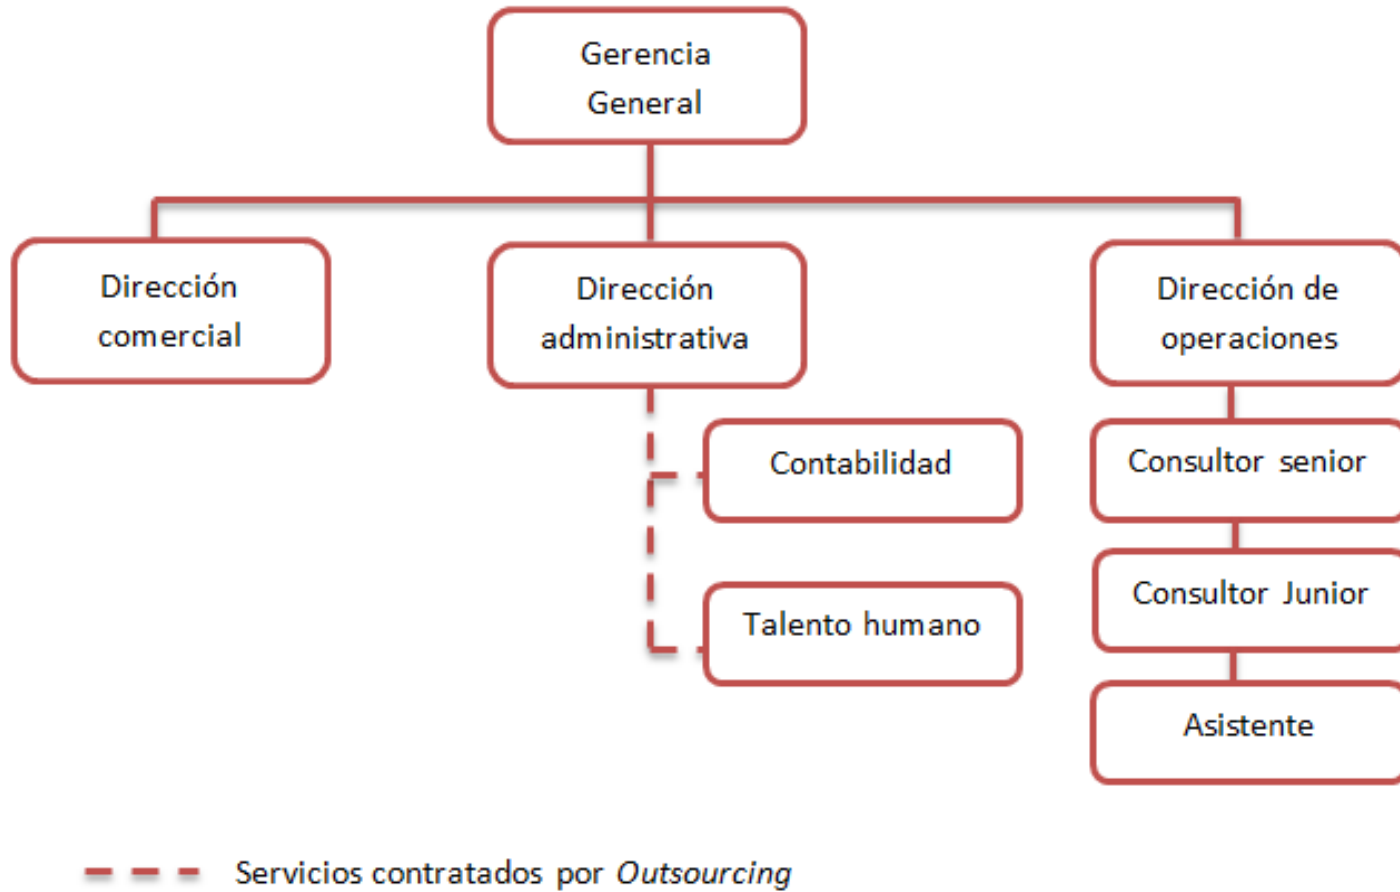 Gerencia
General
Dirección
comercial
Dirección
administrativa
Dirección de
operaciones
Contabilidad
Talento humano
Consultor senior
Consultor Junior
Asistente
Servicios contratados por Outsourcing